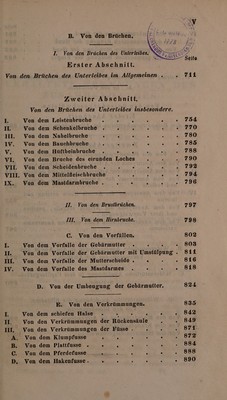 V
B. Von den Brüchen.
I. Von den Brüchen des Unterleibes.
Seite
Erster Abschnitt.
Von den Brüchen des Unterleibes im Allgemeinen . . 711
Zweiter Abschnitt.
Von den Brüchen des Unterleibes insbesondere.
I. Von dem Leistenbruche . . . . . 754
II. Von dem Schenkelbruche . . . . . 770
III. Von dem Nabelbruche . . . . . 780
IV. Von dem Bauchbruche . . . . . 785
V. Von dem Hüftbeinbruche . . . . . 788
VI. Von dem Bruche des eirunden Loches . . . 790
VII. Von dem Scheidenbruche . . . . . 792
VIII. Von dem Mittelfleischbruche . . . . 794
IX. Von dem Mastdarmbruche . . . . . 796
II. Von den Brustbrüchen. 797
III. Von dem Hirnbruche. 798
C. Von den Vorfällen. 802
I. Von dem Vorfalle der Gebärmutter . . . 803
II. Von dem Vorfalle der Gebärmutter mit Umstülpung . 811
III. Von dem Vorfalle der Mutterscheide . . . 816
IV. Von dem Vorfalle des Mastdarmes . . . 818
D. Von der Umbeugung der Gebärmutter. 824
E. Von den Verkrümmungen. 835
I. Von dem schiefen Halse . . . . . 842
II. Von den Verkrümmungen der Rückensäule . . 849
III. Von den Verkrümmungen der Füsse . . . 871
A. Von dem Klumpfusse . . . . . 872
B. Von dem Plattfusse . . . . . 884
C. Von dem Pferdefusse . . . . . 888
D. Von dem Hakenfusse . . . . . 890